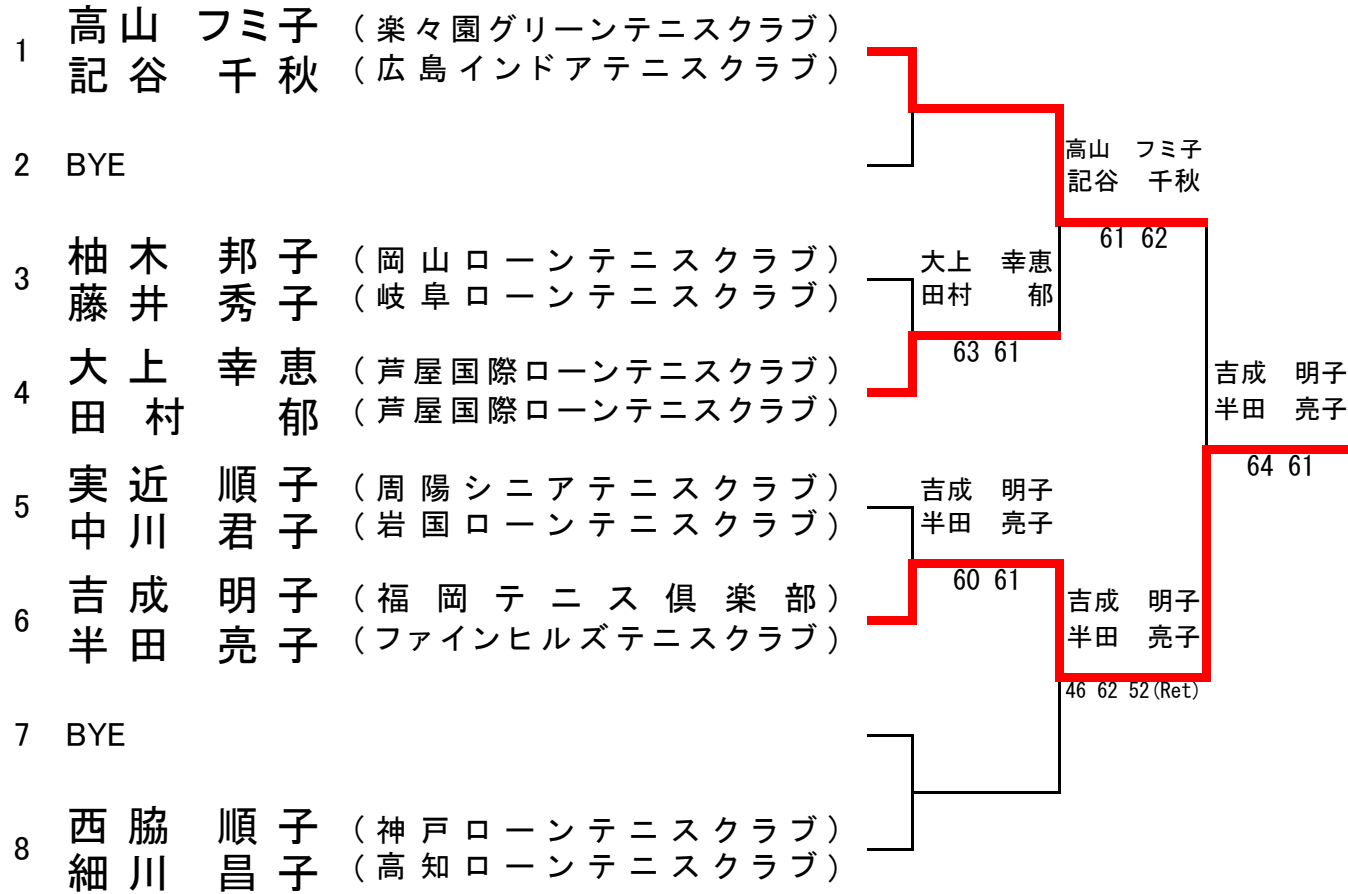 1 高山 フミ子 (楽々園グリーンテニスクラブ)
記谷 千秋 (広島インドアテニスクラブ)
2 BYE
高山 フミ子
記谷 千秋
61 62
3 柚木 邦子 (岡山ローンテニスクラブ)
藤井 秀子 (岐阜ローンテニスクラブ)
大上 幸恵
田村 郁
63 61
4 大上 幸恵 (芦屋国際ローンテニスクラブ)
田村 郁 (芦屋国際ローンテニスクラブ)
吉成 明子
半田 亮子
64 61
5 実近 順子 (周陽シニアテニスクラブ)
中川 君子 (岩国ローンテニスクラブ)
吉成 明子
半田 亮子
60 61
6 吉成 明子 (福岡テニス倶楽部)
半田 亮子 (ファインヒルズテニスクラブ)
吉成 明子
半田 亮子
46 62 52(Ret)
7 BYE
8 西脇 順子 (神戸ローンテニスクラブ)
細川 昌子 (高知ローンテニスクラブ)